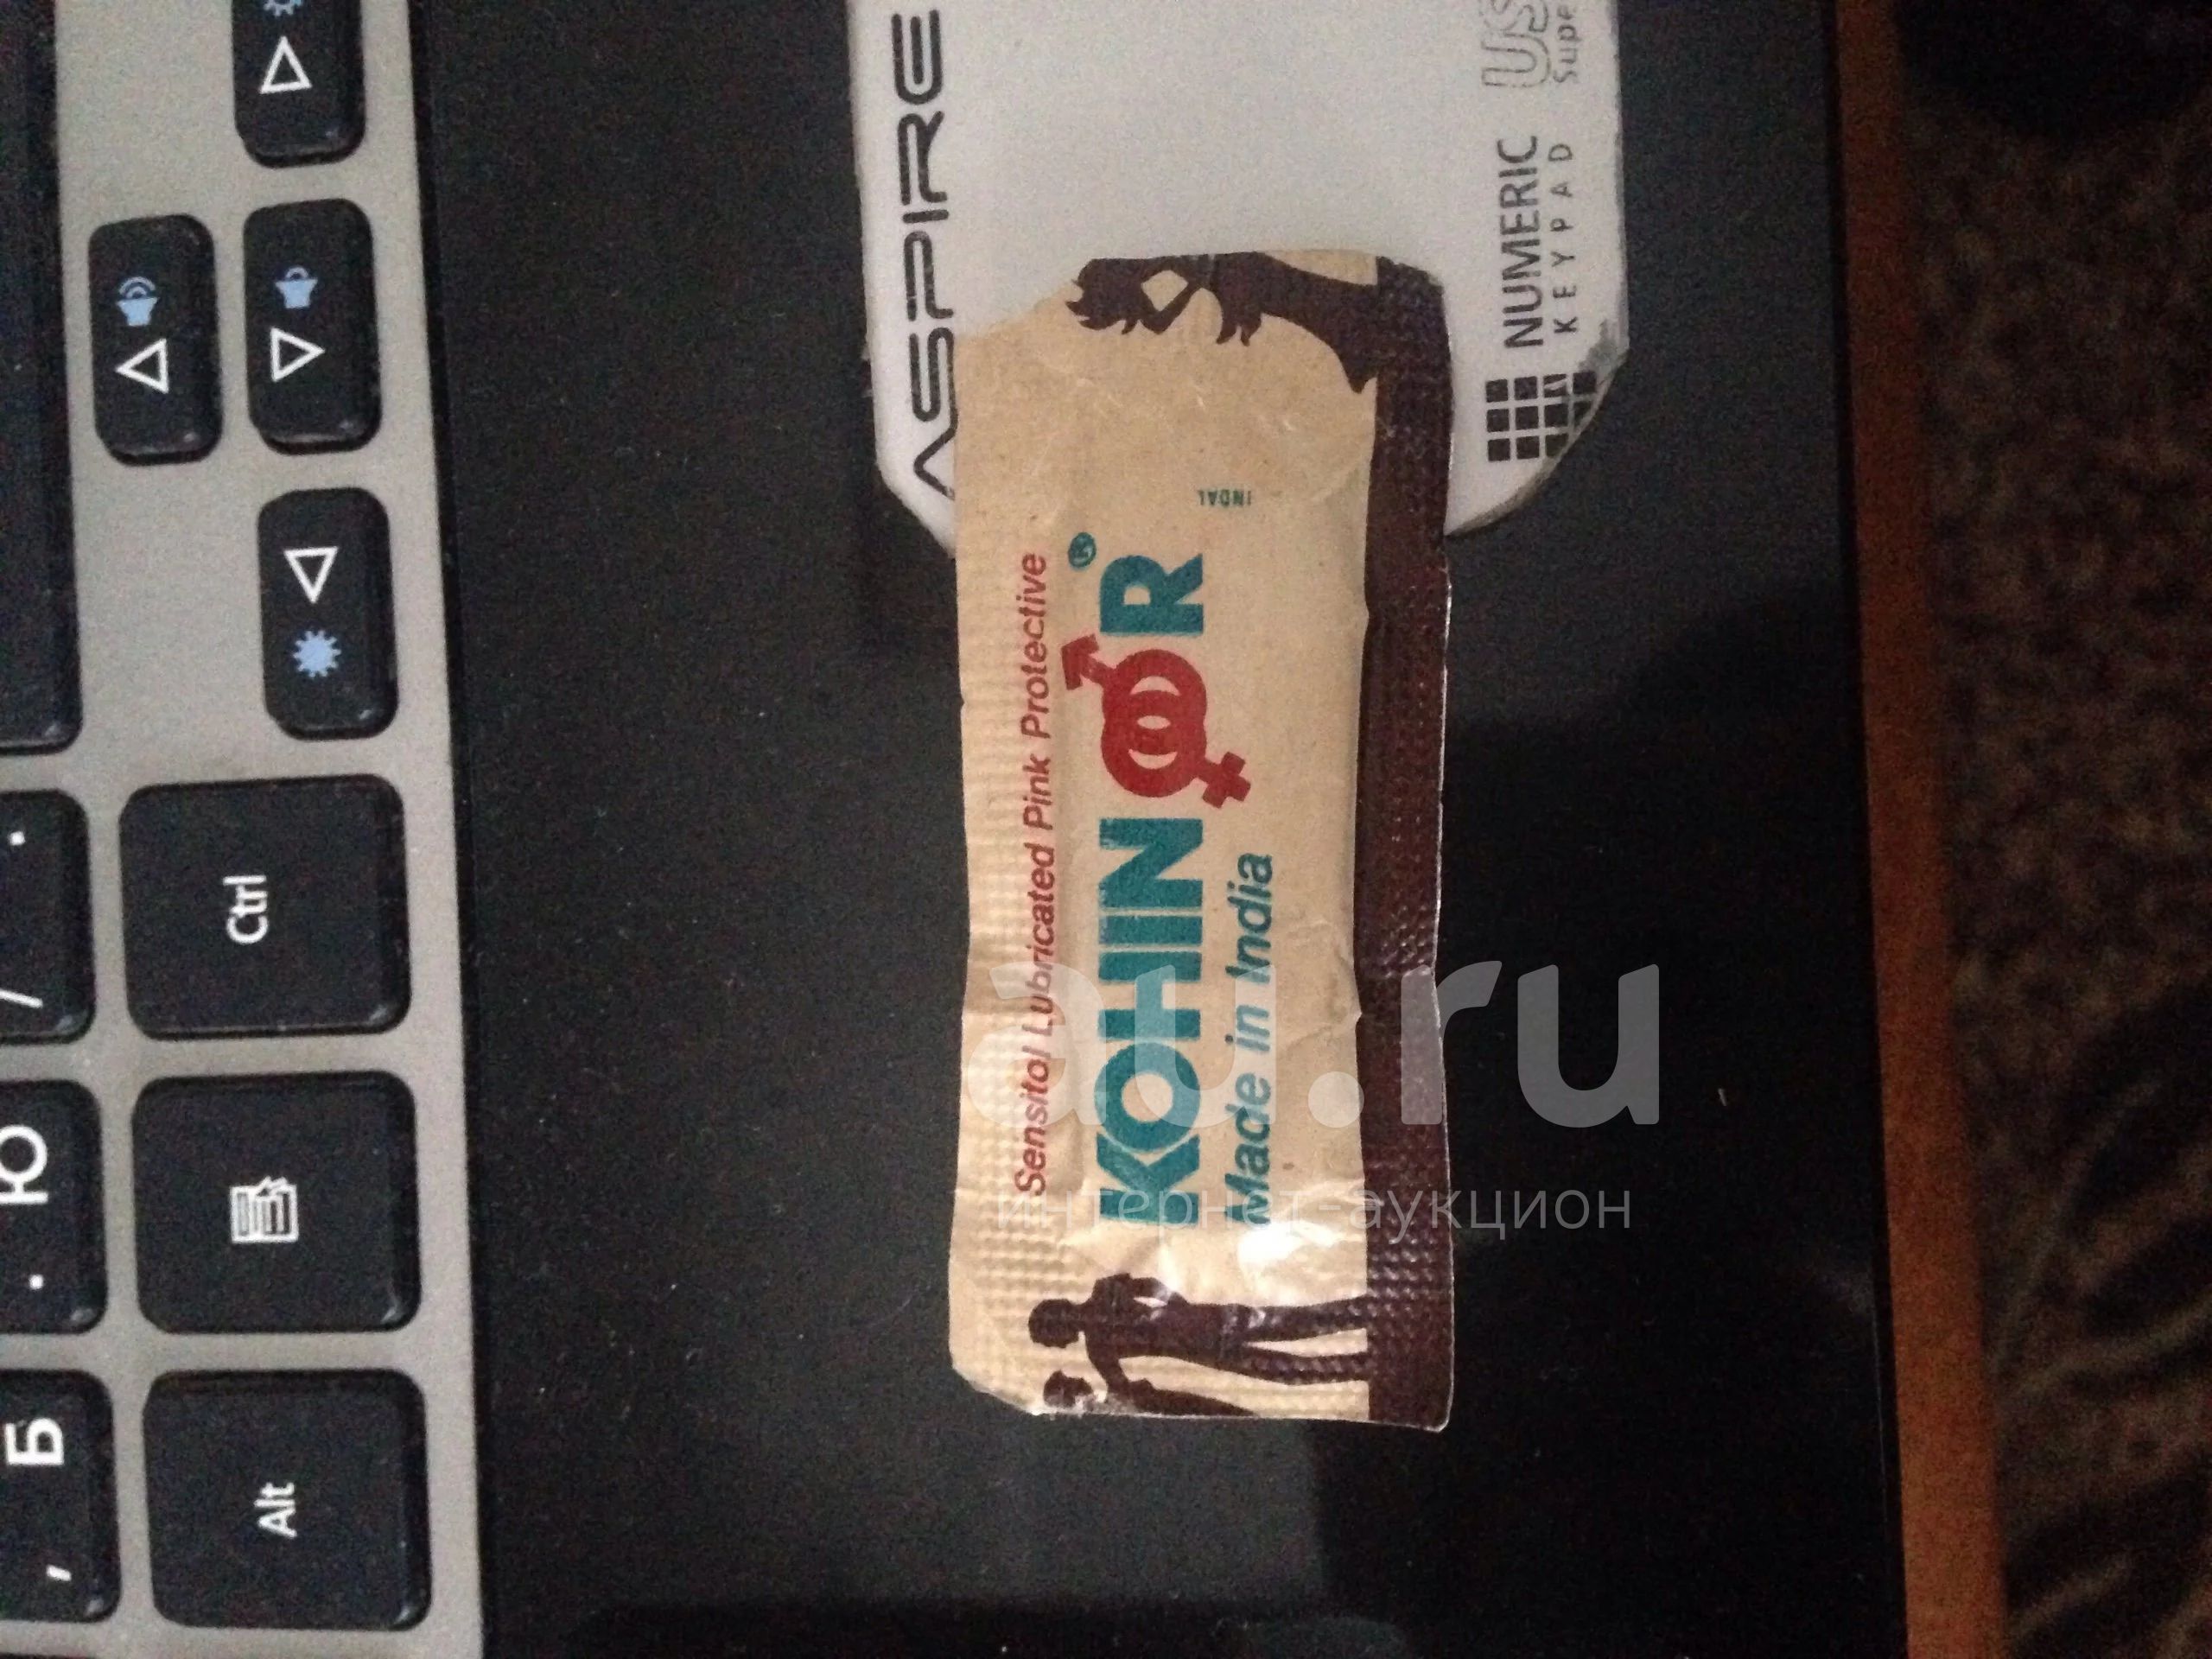 ASPIRE
NUMERIC
KEYPAD
Sensitol Lubricated Pink Protective
KOHINOOR®
Made in India
INDAL
Ctrl
Alt
Ю
.
Б
,
/
au.ru
интернет-аукцион